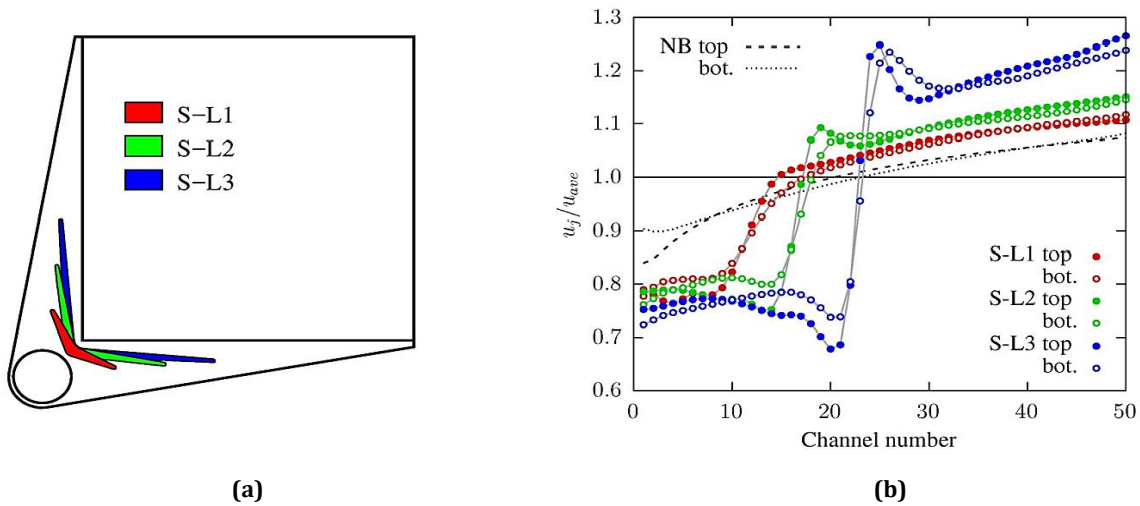 S−L1
S−L2
S−L3
(a)
1.3
1.2
1.1
1.0
0.9
0.8
0.7
0.6
u_j/u_ave
NB top
bot.
S-L1 top
bot.
S-L2 top
bot.
S-L3 top
bot.
0 10 20 30 40 50
Channel number
(b)